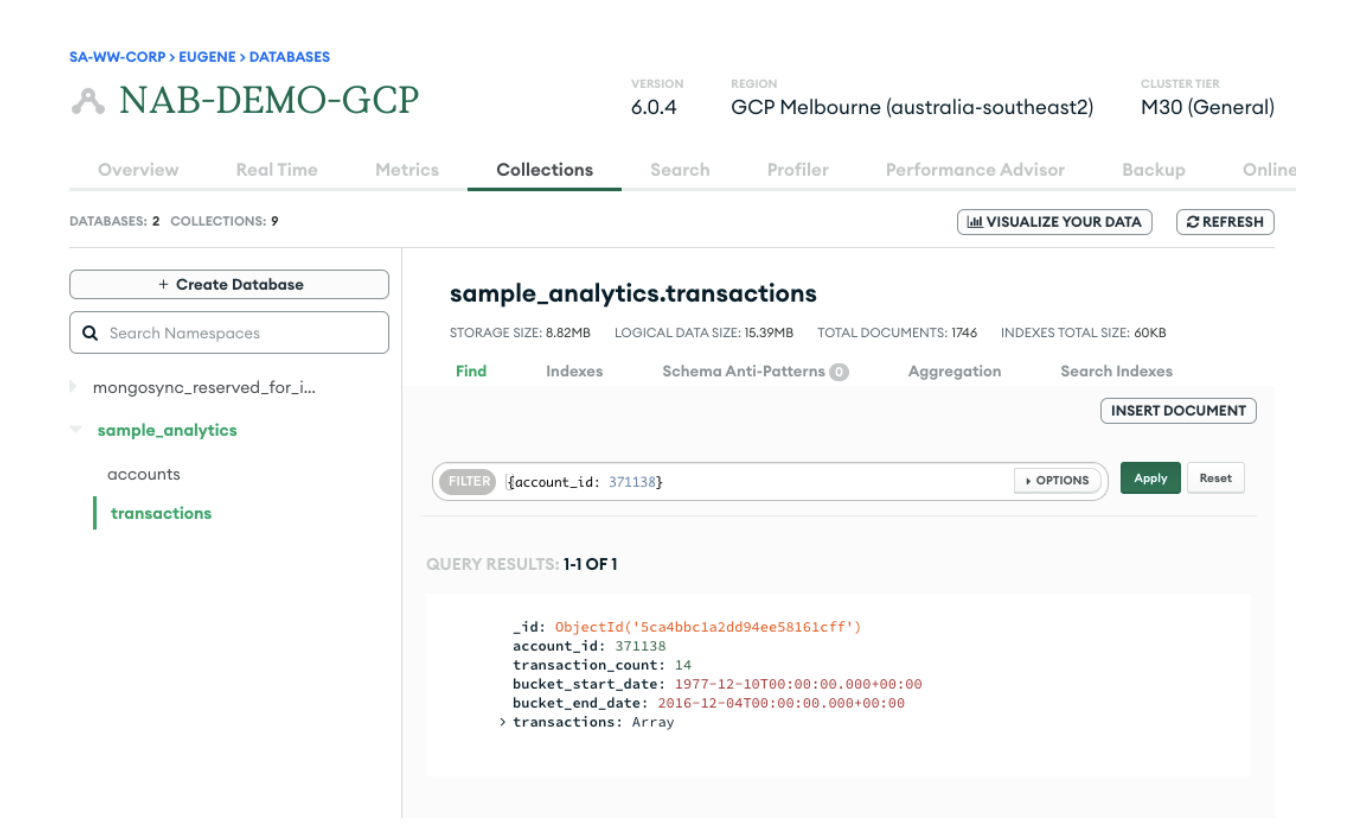 SA-WW-CORP > EUGENE > DATABASES
NAB-DEMO-GCP
VERSION
6.0.4
REGION
GCP Melbourne (australia-southeast2)
CLUSTER TIER
M30 (General)
Overview Real Time Metrics Collections Search Profiler Performance Advisor Backup Online
DATABASES: 2 COLLECTIONS: 9
VISUALIZE YOUR DATA
REFRESH
+ Create Database
Search Namespaces
mongosync_reserved_for_i...
sample_analytics
accounts
transactions
sample_analytics.transactions
STORAGE SIZE: 8.82MB LOGICAL DATA SIZE: 15.39MB TOTAL DOCUMENTS: 1746 INDEXES TOTAL SIZE: 60KB
Find Indexes Schema Anti-Patterns 0 Aggregation Search Indexes
INSERT DOCUMENT
FILTER {account_id: 371138} OPTIONS Apply Reset
QUERY RESULTS: 1-1 OF 1
_id: ObjectId('5ca4bbc1a2dd94ee58161cff')
account_id: 371138
transaction_count: 14
bucket_start_date: 1977-12-10T00:00:00.000+00:00
bucket_end_date: 2016-12-04T00:00:00.000+00:00
> transactions: Array